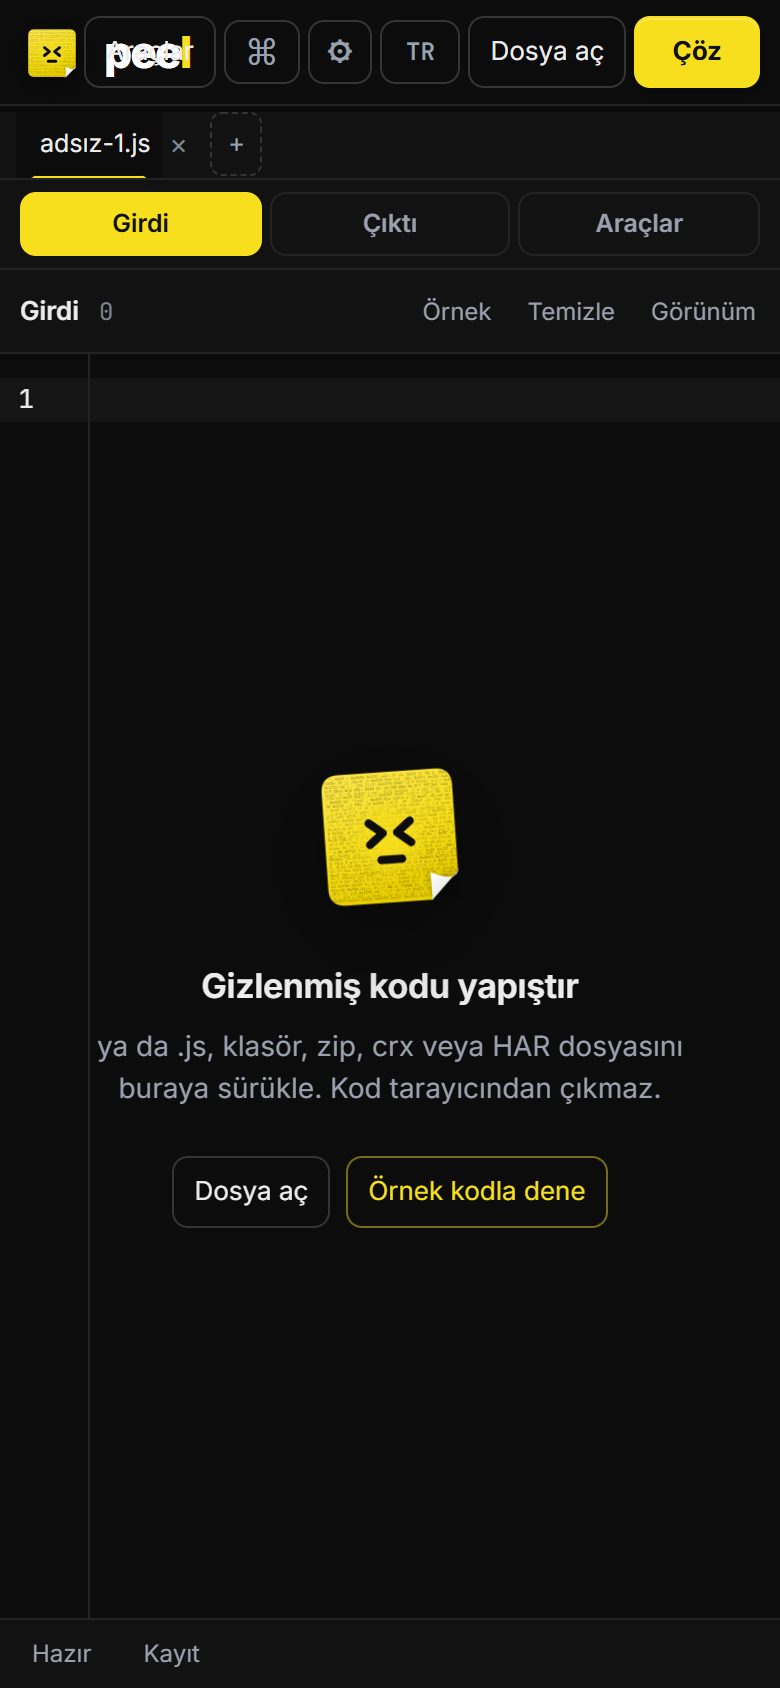 peel
Araçlar
⌘
TR
Dosya aç
Çöz
adsız-1.js ×
+
Girdi
Çıktı
Araçlar
Girdi 0
Örnek
Temizle
Görünüm
1
Gizlenmiş kodu yapıştır
ya da .js, klasör, zip, crx veya HAR dosyasını
buraya sürükle. Kod tarayıcından çıkmaz.
Dosya aç
Örnek kodla dene
Hazır
Kayıt